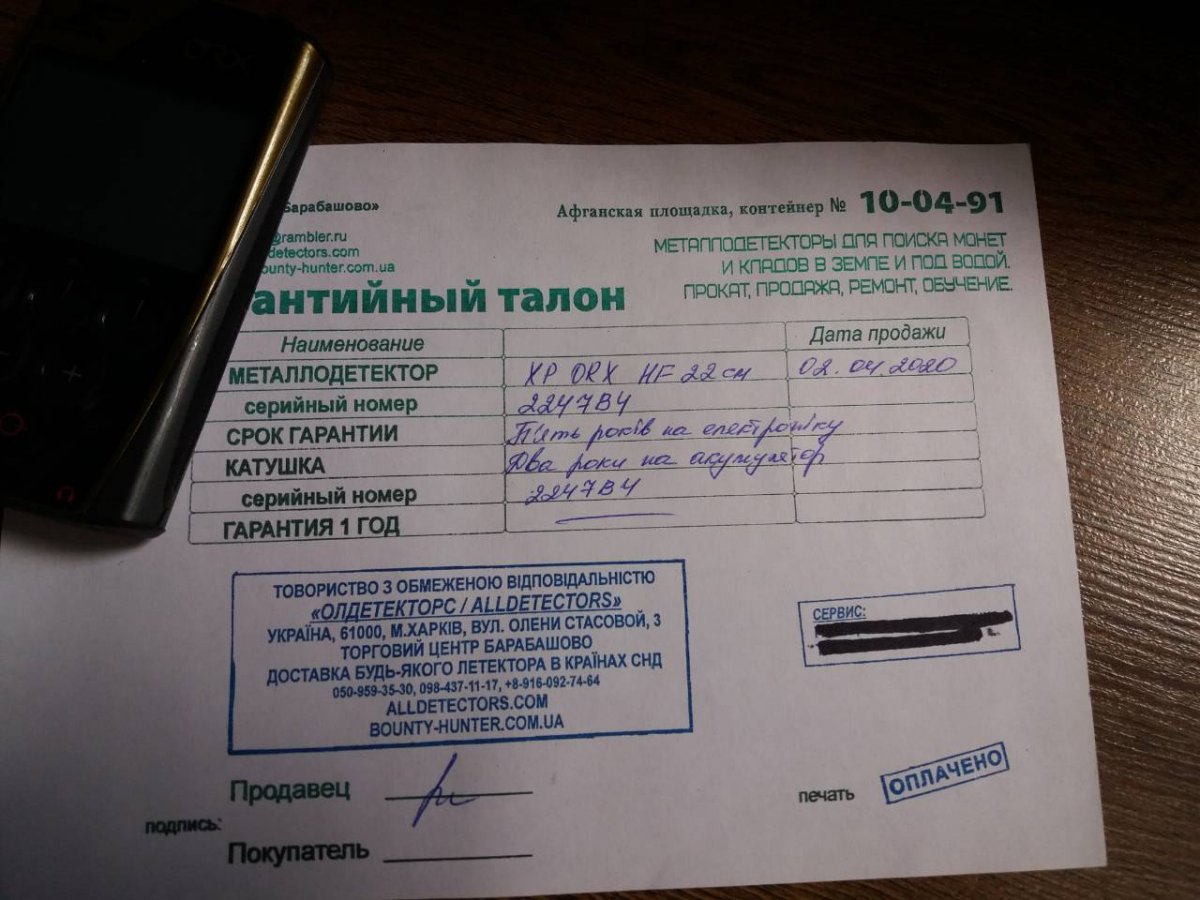 ORX
Барабашово»
Афганская площадка, контейнер № 10-04-91
@rambler.ru
detectors.com
ounty-hunter.com.ua
МЕТАЛЛОДЕТЕКТОРЫ ДЛЯ ПОИСКА МОНЕТ
И КЛАДОВ В ЗЕМЛЕ И ПОД ВОДОЙ.
ПРОКАТ, ПРОДАЖА, РЕМОНТ, ОБУЧЕНИЕ.
антийный талон
Наименование Дата продажи
МЕТАЛЛОДЕТЕКТОР XP ORX HF 22 см 02.04.2020
серийный номер 2247B4
СРОК ГАРАНТИИ П'ять років на електроніку
КАТУШКА Два роки на акумулятор
серийный номер 2247B4
ГАРАНТИЯ 1 ГОД
ТОВОРИСТВО З ОБМЕЖЕНОЮ ВІДПОВІДАЛЬНІСТЮ
«ОЛДЕТЕКТОРС / ALLDETECTORS»
УКРАЇНА, 61000, М.ХАРКІВ, ВУЛ. ОЛЕНИ СТАСОВОЙ, 3
ТОРГОВИЙ ЦЕНТР БАРАБАШОВО
ДОСТАВКА БУДЬ-ЯКОГО ЛЕТЕКТОРА В КРАЇНАХ СНД
050-959-35-30, 098-437-11-17, +8-916-092-74-64
ALLDETECTORS.COM
BOUNTY-HUNTER.COM.UA
СЕРВИС:
Продавец
печать ОПЛАЧЕНО
подпись:
Покупатель